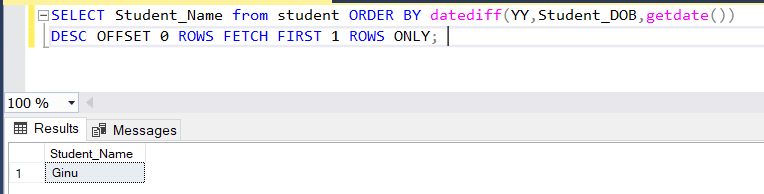 SELECT Student_Name from student ORDER BY datediff(YY,Student_DOB,getdate())
DESC OFFSET 0 ROWS FETCH FIRST 1 ROWS ONLY;
100 %
Results Messages
Student_Name
1 Ginu